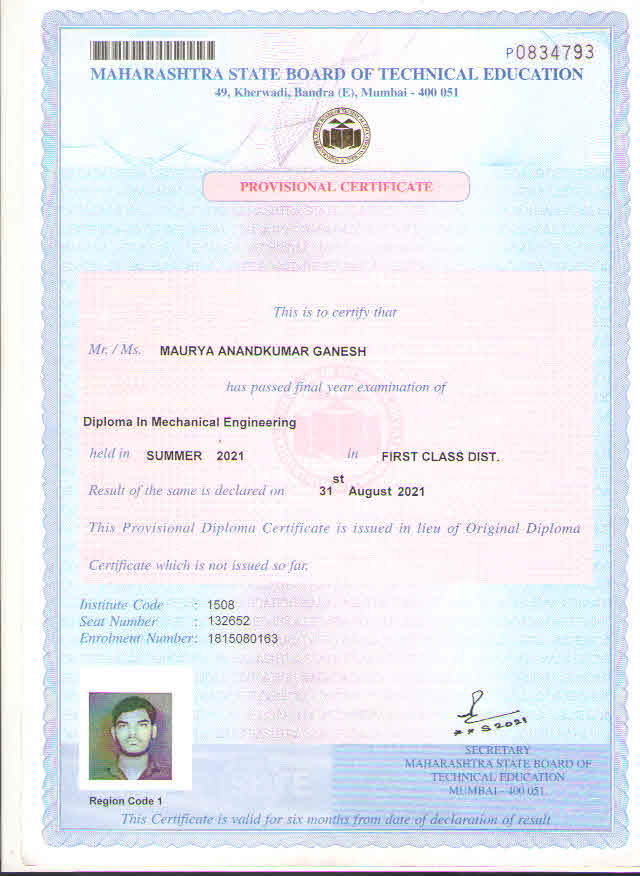 P0834793
MAHARASHTRA STATE BOARD OF TECHNICAL EDUCATION
49, Kherwadi, Bandra (E), Mumbai - 400 051
PROVISIONAL CERTIFICATE
This is to certify that
Mr. / Ms. MAURYA ANANDKUMAR GANESH
has passed final year examination of
Diploma In Mechanical Engineering
held in SUMMER 2021 in FIRST CLASS DIST.
Result of the same is declared on 31st August 2021
This Provisional Diploma Certificate is issued in lieu of Original Diploma
Certificate which is not issued so far.
Institute Code : 1508
Seat Number : 132652
Enrolment Number: 1815080163
** S 2021
SECRETARY
MAHARASHTRA STATE BOARD OF
TECHNICAL EDUCATION
MUMBAI - 400 051
Region Code 1
This Certificate is valid for six months from date of declaration of result